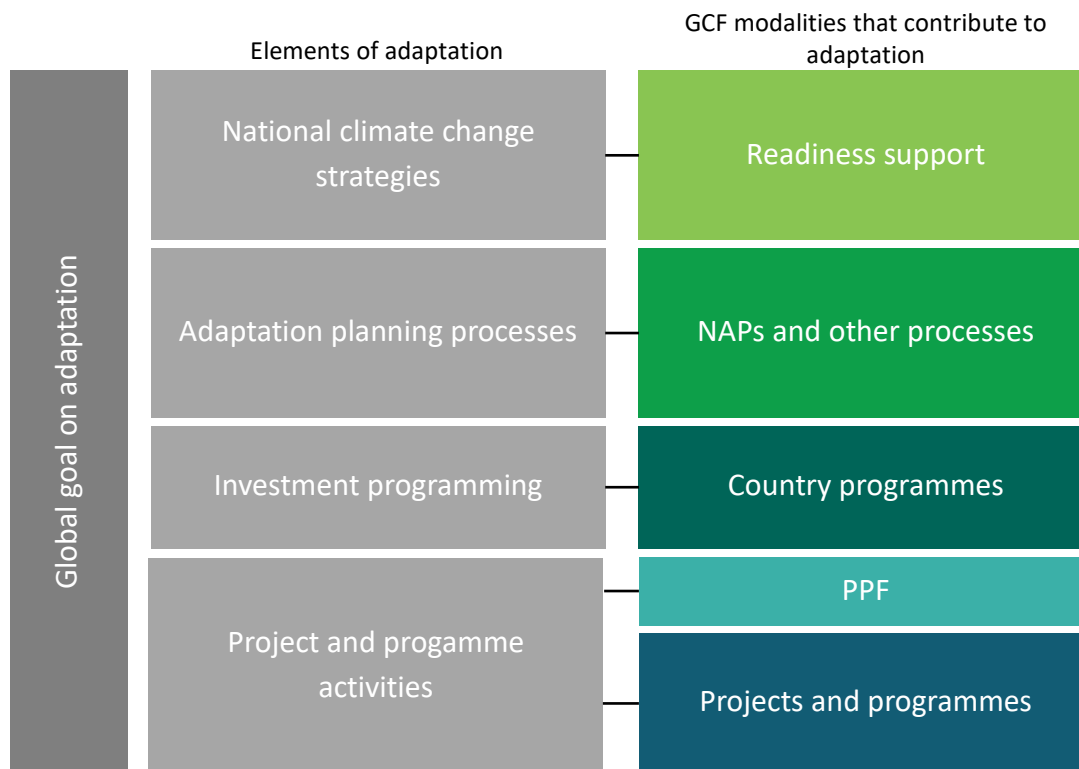 Elements of adaptation
GCF modalities that contribute to
adaptation
Global goal on adaptation
National climate change
strategies
Readiness support
Adaptation planning processes
NAPs and other processes
Investment programming
Country programmes
Project and progamme
activities
PPF
Projects and programmes